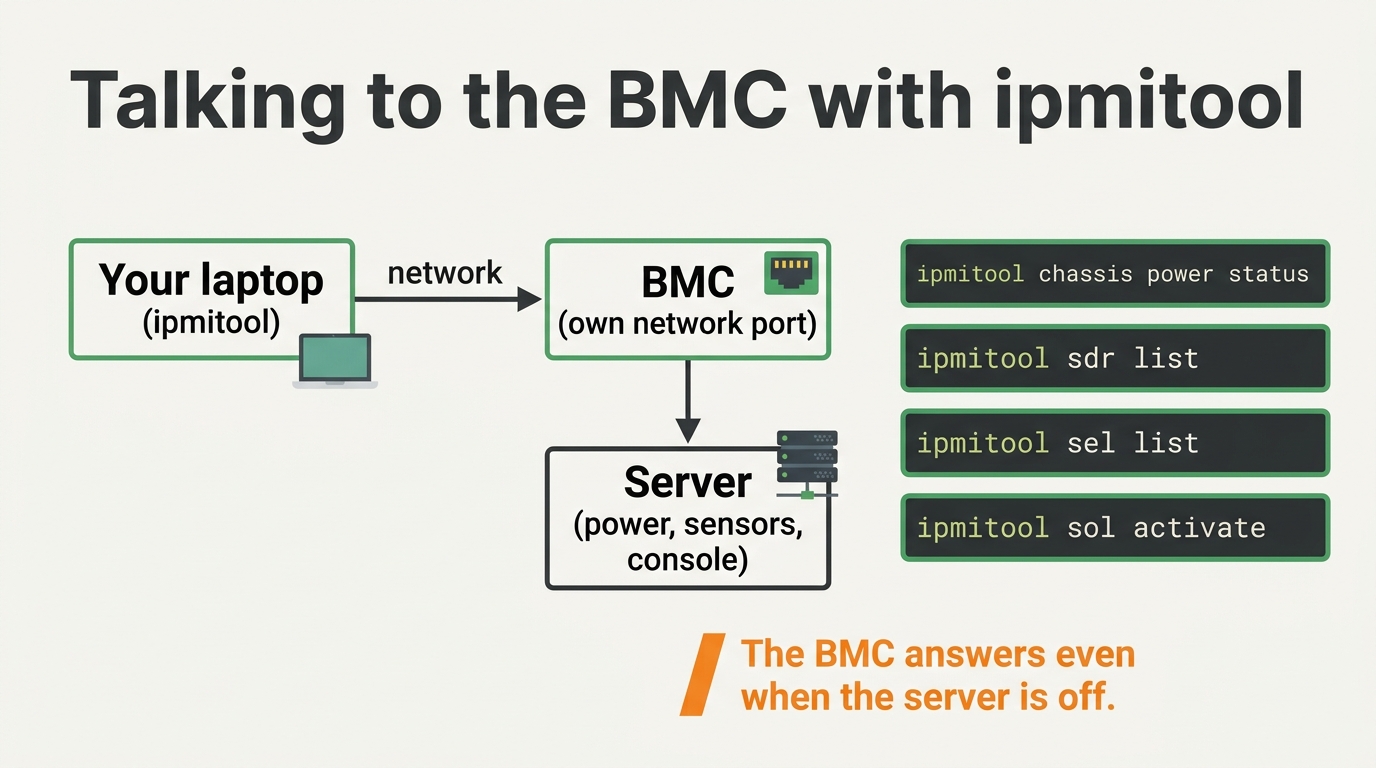 Talking to the BMC with ipmitool
Your laptop
(ipmitool)
network
BMC
(own network port)
Server
(power, sensors,
console)
ipmitool chassis power status
ipmitool sdr list
ipmitool sel list
ipmitool sol activate
The BMC answers even
when the server is off.